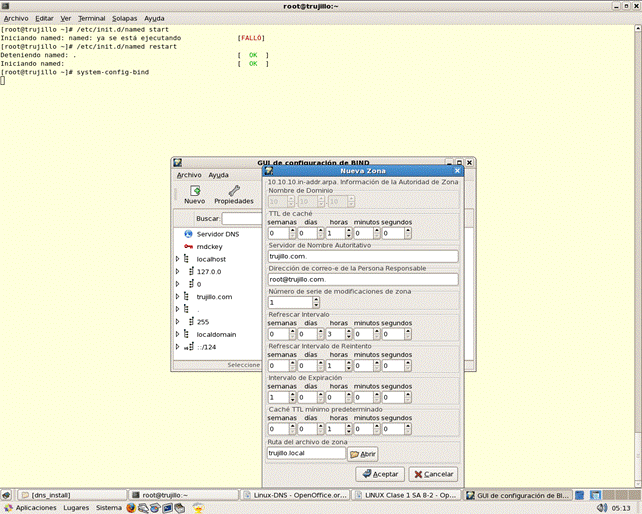 root@trujillo:~
Archivo Editar Ver Terminal Solapas Ayuda
[root@trujillo ~]# /etc/init.d/named start
Iniciando named: named: ya se está ejecutando [FALLÓ]
[root@trujillo ~]# /etc/init.d/named restart
Deteniendo named: . [ OK ]
Iniciando named: [ OK ]
[root@trujillo ~]# system-config-bind
GUI de configuración de BIND
Archivo Ayuda
Nuevo Propiedades
Buscar:
Servidor DNS
rndckey
localhost
127.0.0
0
trujillo.com
.
255
localdomain
::/124
Seleccione
Nueva Zona
10.10.10.in-addr.arpa. Información de la Autoridad de Zona
Nombre de Dominio
10 . 10 . 10
TTL de caché
semanas días horas minutos segundos
0 0 1 0 0
Servidor de Nombre Autoritativo
trujillo.com.
Dirección de correo-e de la Persona Responsable
root@trujillo.com.
Número de serie de modificaciones de zona
1
Refrescar Intervalo
semanas días horas minutos segundos
0 0 3 0 0
Refrescar Intervalo de Reintento
semanas días horas minutos segundos
0 0 1 0 0
Intervalo de Expiración
semanas días horas minutos segundos
1 0 0 0 0
Caché TTL mínimo predeterminado
semanas días horas minutos segundos
0 0 1 0 0
Ruta del archivo de zona
trujillo.local Abrir
Aceptar Cancelar
[dns_install] root@trujillo:~ Linux-DNS - OpenOffice.or... LINUX Clase 1 SA 8-2 - Op... GUI de configuración de BI...
Aplicaciones Lugares Sistema 05:13